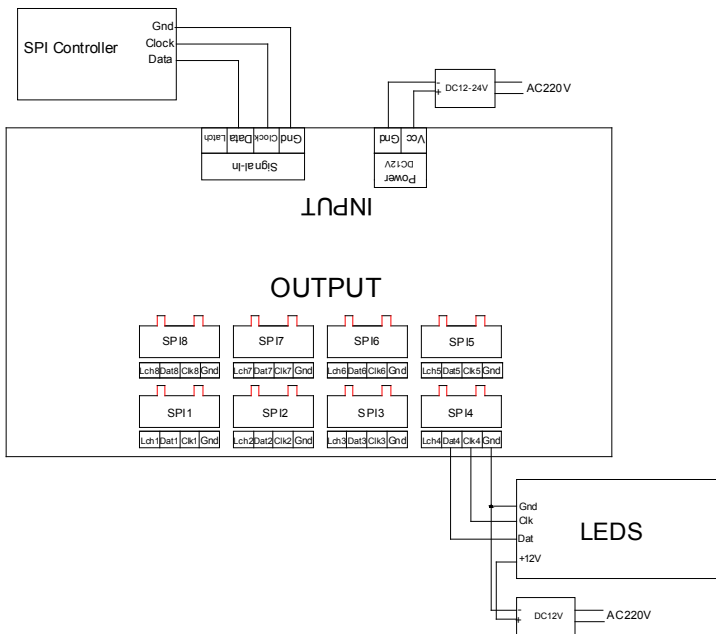 Gnd
SPI Controller
Clock
Data
- DC12-24V AC220V
+
Latch Data Clock Gnd
Gnd Vcc
Signal-In
Power
DC12V
INPUT
OUTPUT
SPI8 SPI7 SPI6 SPI5
Lch8 Dat8 Clk8 Gnd Lch7 Dat7 Clk7 Gnd Lch6 Dat6 Clk6 Gnd Lch5 Dat5 Clk5 Gnd
SPI1 SPI2 SPI3 SPI4
Lch1 Dat1 Clk1 Gnd Lch2 Dat2 Clk2 Gnd Lch3 Dat3 Clk3 Gnd Lch4 Dat4 Clk4 Gnd
Gnd
Clk
LEDS
Dat
+12V
- DC12V AC220V
+